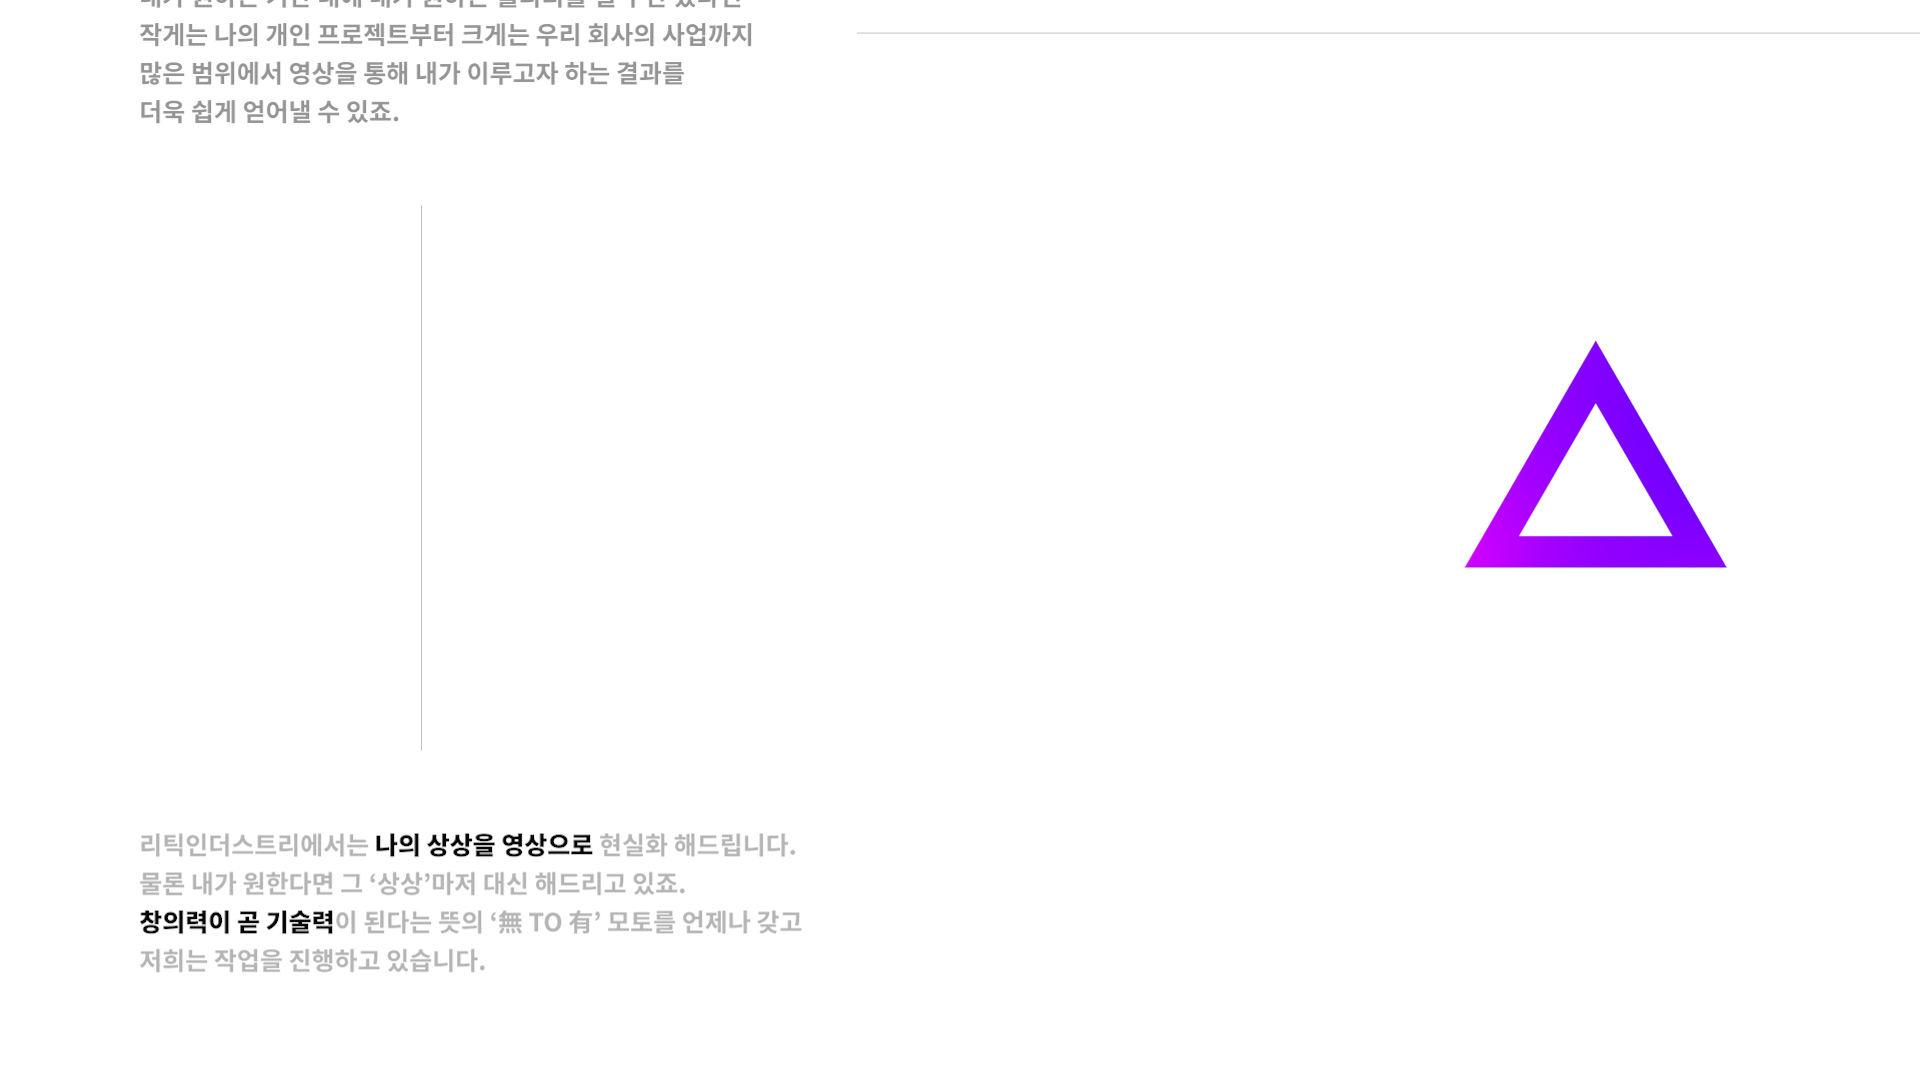 작게는 나의 개인 프로젝트부터 크게는 우리 회사의 사업까지
많은 범위에서 영상을 통해 내가 이루고자 하는 결과를
더욱 쉽게 얻어낼 수 있죠.
리틱인더스트리에서는 나의 상상을 영상으로 현실화 해드립니다.
물론 내가 원한다면 그 ‘상상’마저 대신 해드리고 있죠.
창의력이 곧 기술력이 된다는 뜻의 ‘無 TO 有’ 모토를 언제나 갖고
저희는 작업을 진행하고 있습니다.